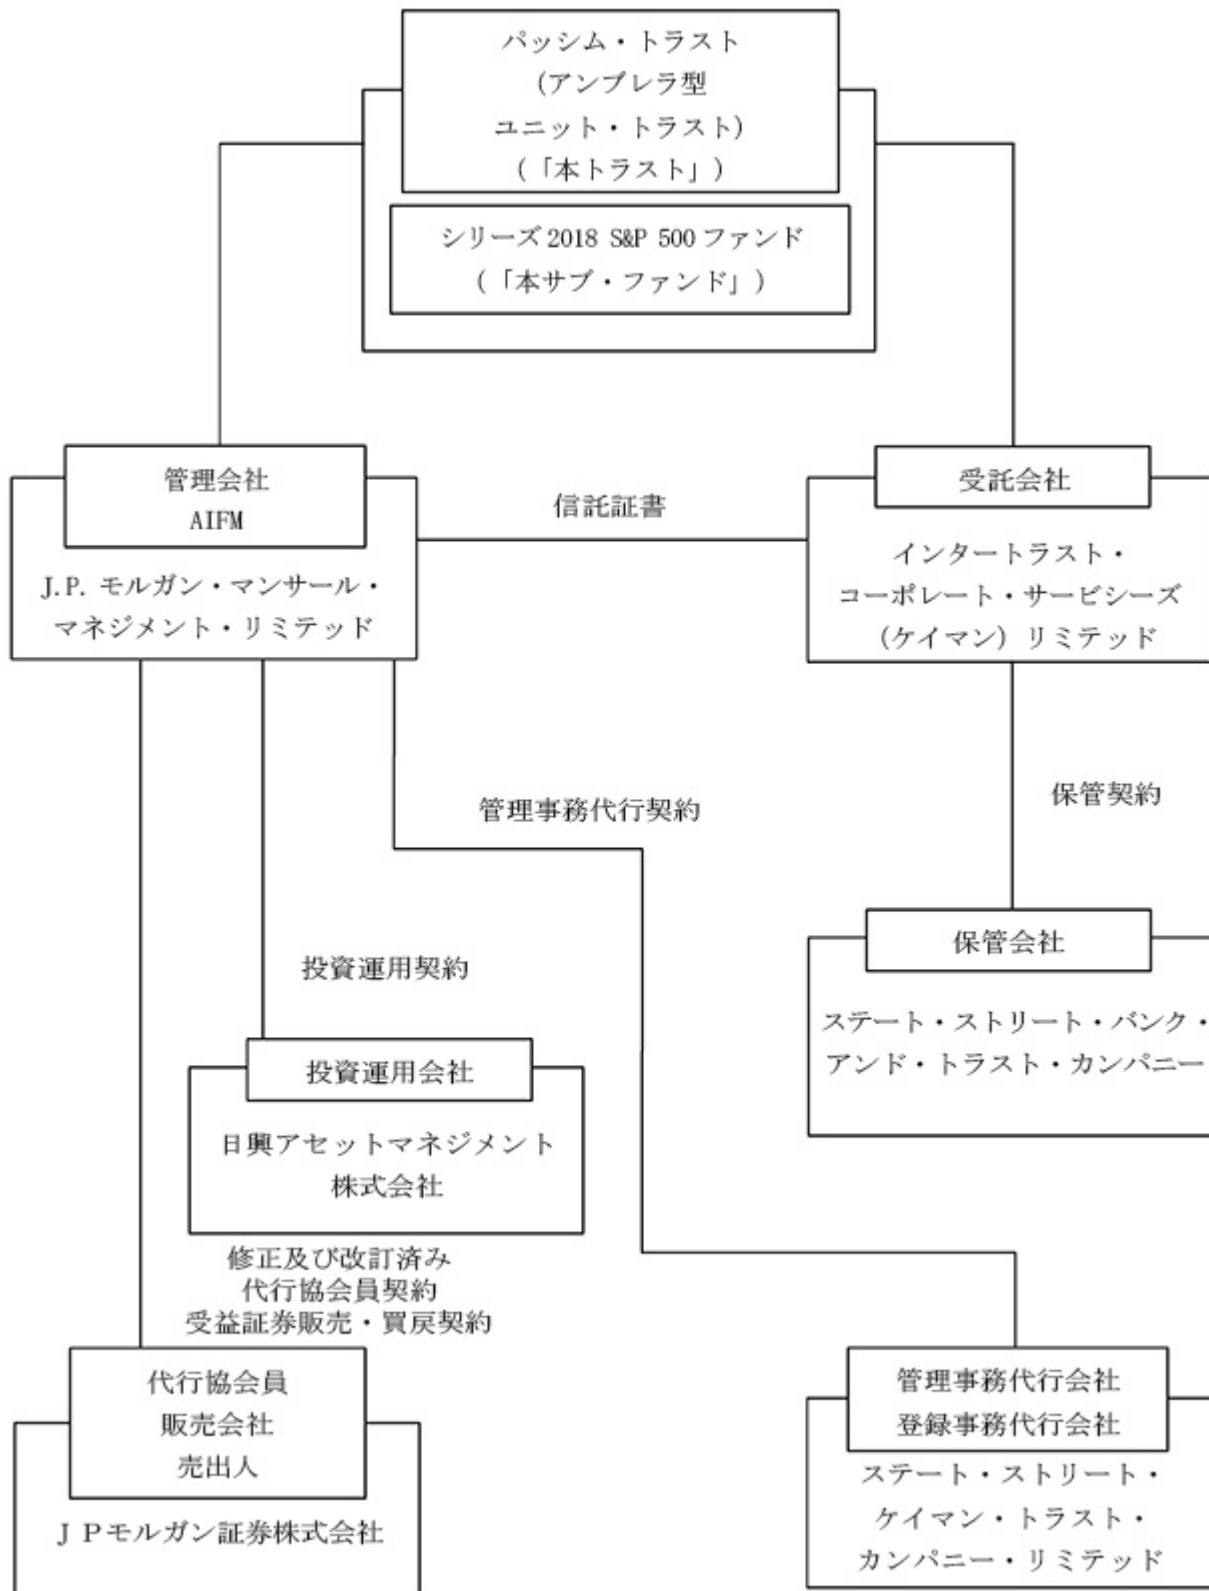 パッシム・トラスト
(アンブレラ型
ユニット・トラスト)
(「本トラスト」)
シリーズ 2018 S&P 500 ファンド
(「本サブ・ファンド」)
管理会社
AIFM
J.P. モルガン・マンサール・
マネジメント・リミテッド
信託証書
受託会社
インタートラスト・
コーポレート・サービシーズ
(ケイマン) リミテッド
管理事務代行契約
保管契約
保管会社
ステート・ストリート・バンク・
アンド・トラスト・カンパニー
投資運用契約
投資運用会社
日興アセットマネジメント
株式会社
修正及び改訂済み
代行協会員契約
受益証券販売・買戻契約
代行協会員
販売会社
売出人
ＪＰモルガン証券株式会社
管理事務代行会社
登録事務代行会社
ステート・ストリート・
ケイマン・トラスト・
カンパニー・リミテッド